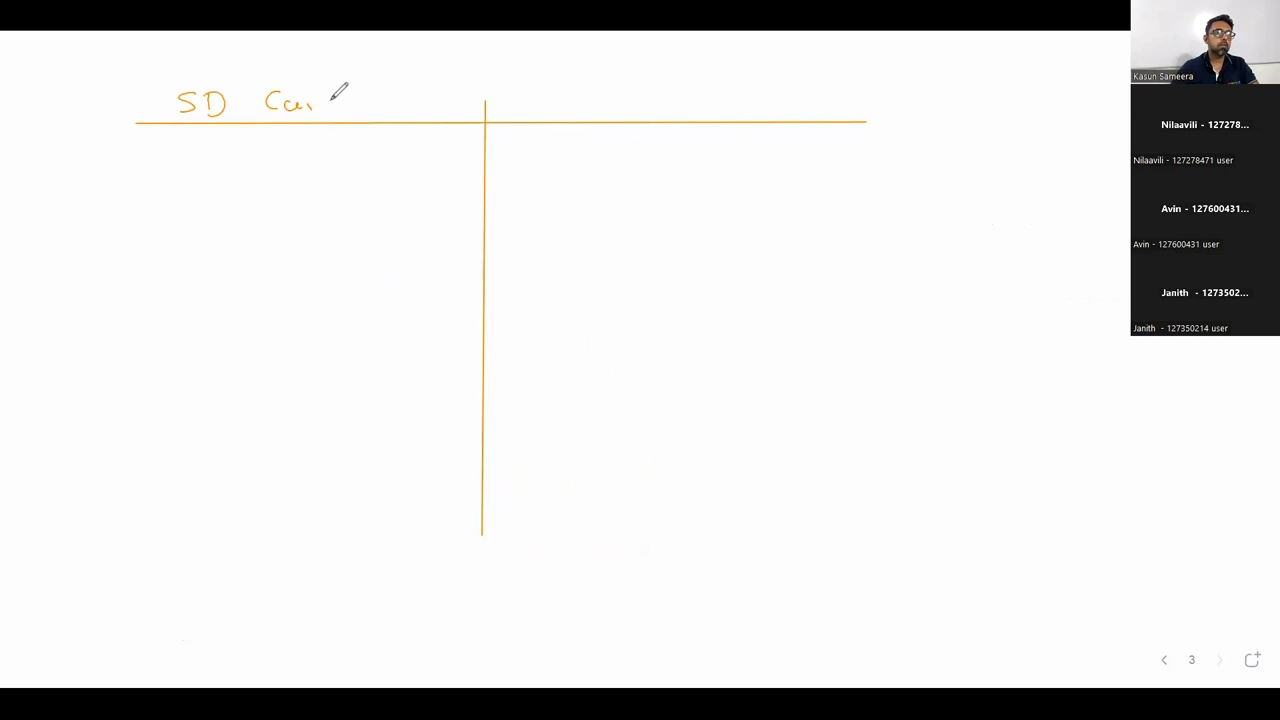 SD Car
Kasun Sameera
Nilaavili - 127278...
Nilaavili - 127278471 user
Avin - 127600431...
Avin - 127600431 user
Janith - 1273502...
Janith - 127350214 user
3